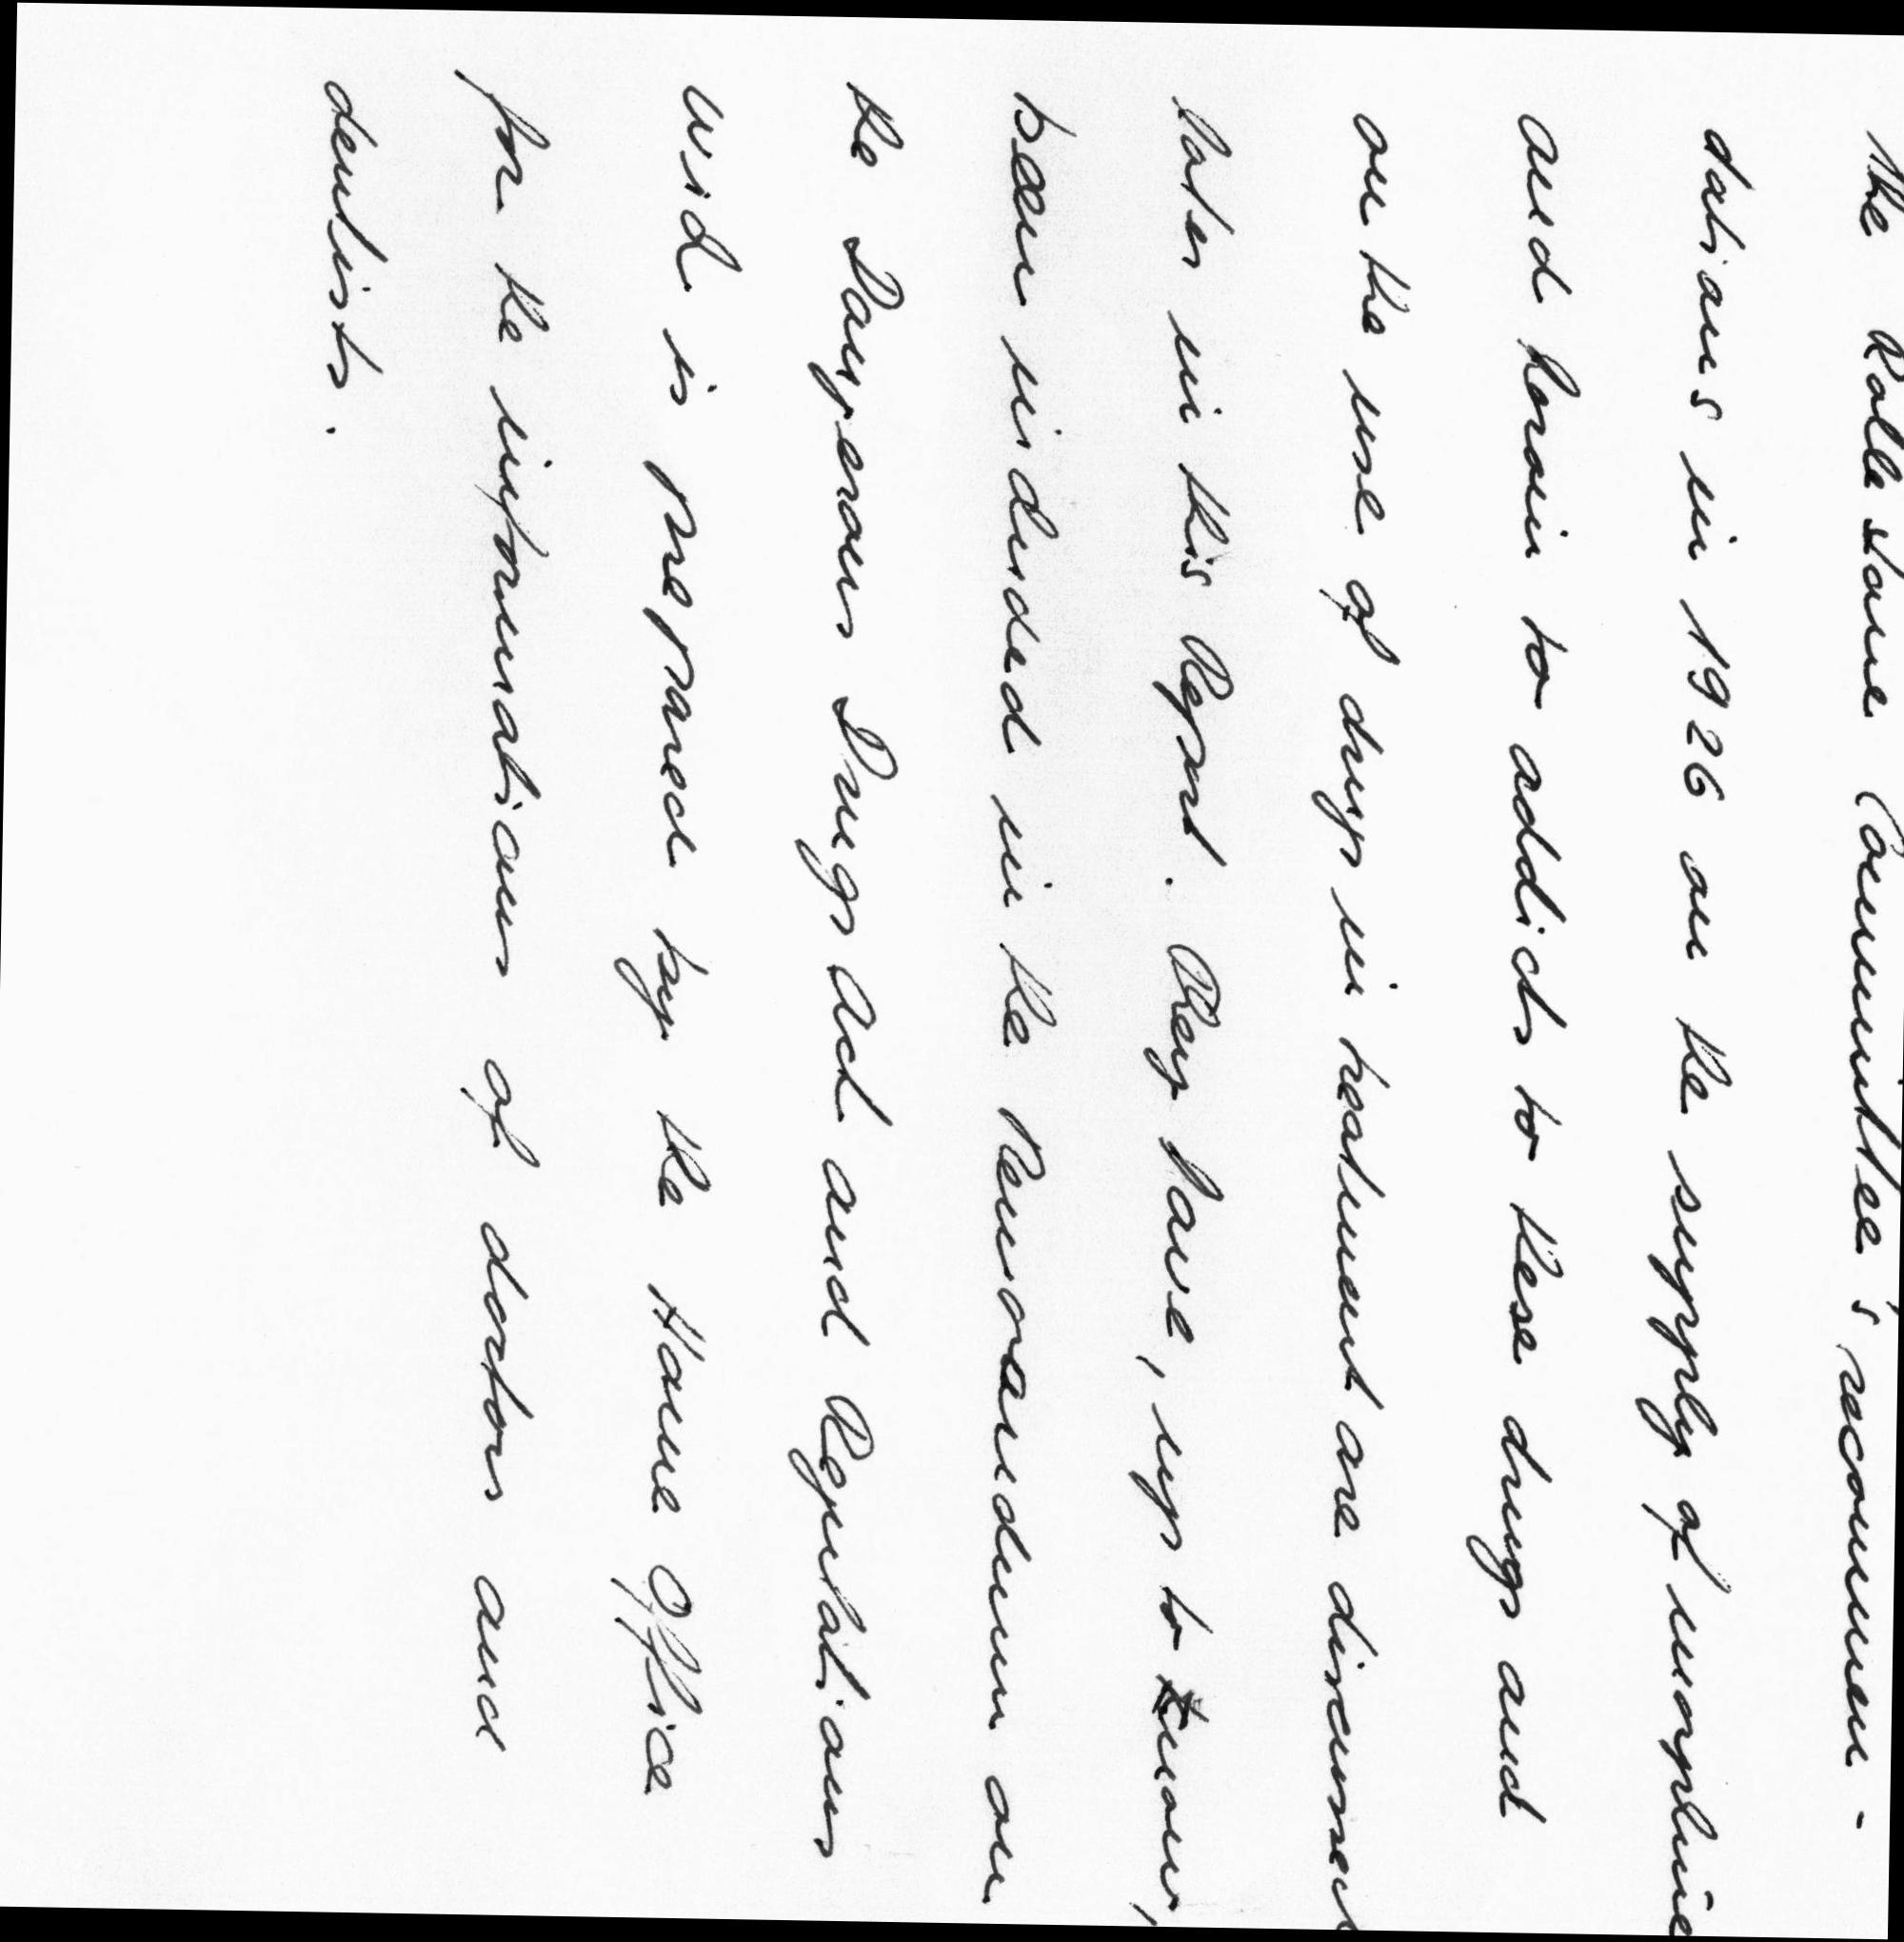 The Rolleston Committee's recommen-
dations in 1926 on the supply of morphine
and heroin to addicts to these drugs and
on the use of drugs in treatment are discussed
later in this Report. They have, up to now,
been included in the Memorandum on
the Dangerous Drugs Act and Regulations
which is prepared by the Home Office
for the informations of doctors and
dentists.